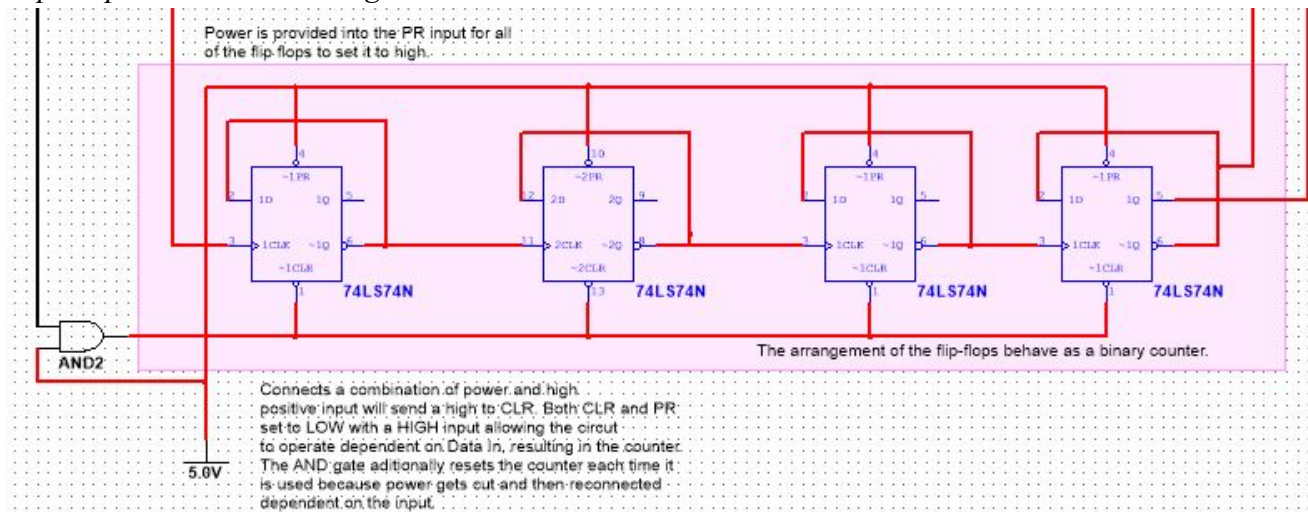 Power is provided into the PR input for all
of the flip flops to set it to high.
4
10
4
4
~1PR
~2PR
~1PR
~1PR
2
1D
1Q
5
12
2D
2Q
9
2
1D
1Q
5
2
1D
1Q
5
3
1CLK
~1Q
6
11
2CLK
~2Q
8
3
1CLK
~1Q
6
3
1CLK
~1Q
6
~1CLR
~2CLR
~1CLR
~1CLR
1
74LS74N
13
74LS74N
1
74LS74N
1
74LS74N
AND2
The arrangement of the flip-flops behave as a binary counter.
Connects a combination of power and high
positive input will send a high to CLR. Both CLR and PR
set to LOW with a HIGH input allowing the circut
to operate dependent on Data In, resulting in the counter.
The AND gate aditionally resets the counter each time it
is used because power gets cut and then reconnected
dependent on the input.
5.0V